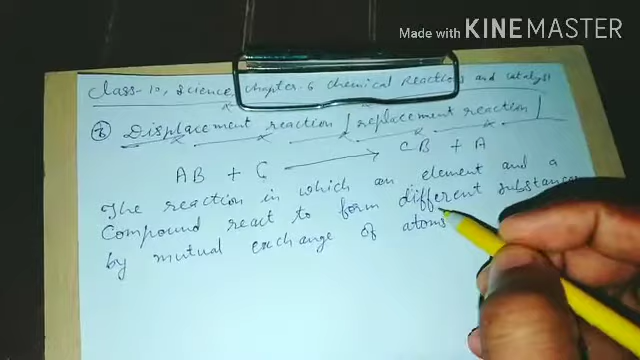 Made with KINEMASTER
Class-10, Science, Chapter-6 Chemical Reactions and Catalyst
Displacement reaction / replacement reaction /
AB + C → CB + A
The reaction in which an element and a
Compound react to form different substances
by mutual exchange of atoms